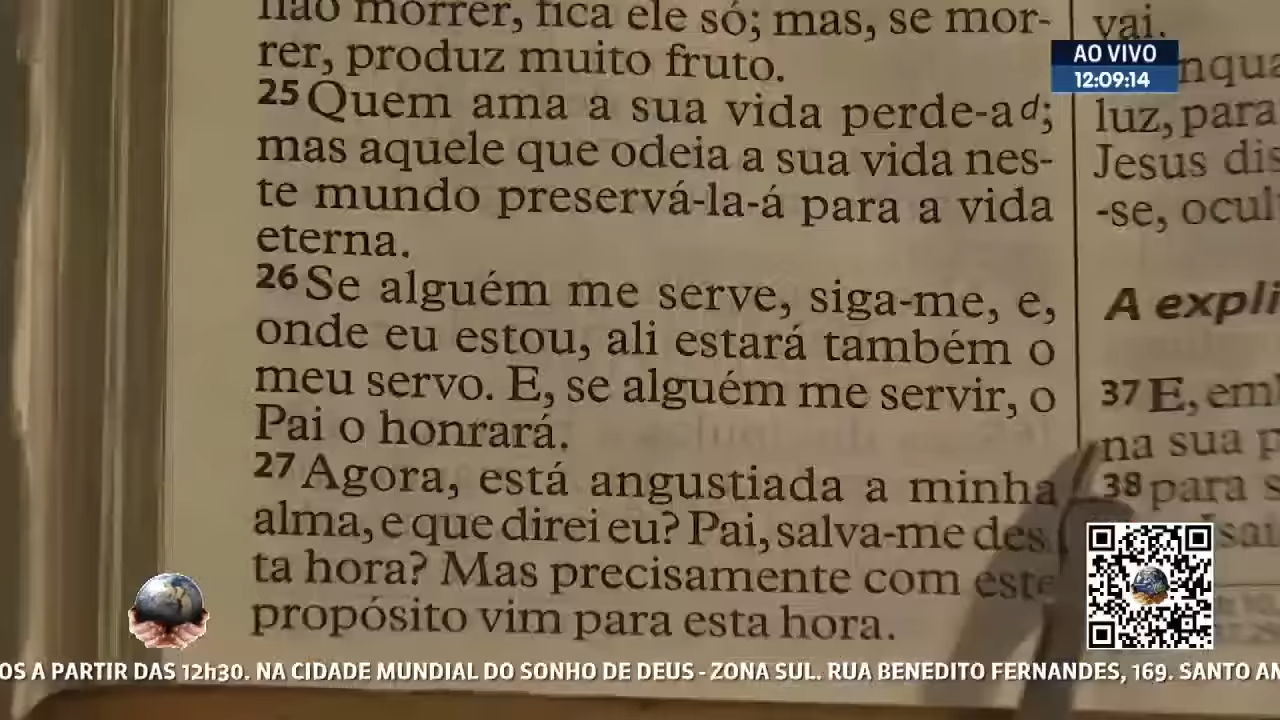 não morrer, fica ele só; mas, se mor-
rer, produz muito fruto.
25 Quem ama a sua vida perde-a d;
mas aquele que odeia a sua vida nes-
te mundo preservá-la-á para a vida
eterna.
26 Se alguém me serve, siga-me, e,
onde eu estou, ali estará também o
meu servo. E, se alguém me servir, o
Pai o honrará.
27 Agora, está angustiada a minha
alma, e que direi eu? Pai, salva-me des
ta hora? Mas precisamente com este
propósito vim para esta hora.
vai.
AO VIVO
12:09:14
nqua
luz, para
Jesus dis
-se, ocul
A expli
37 E, em
na sua p
38 para s
Isaí
OS A PARTIR DAS 12h30. NA CIDADE MUNDIAL DO SONHO DE DEUS - ZONA SUL. RUA BENEDITO FERNANDES, 169. SANTO AM